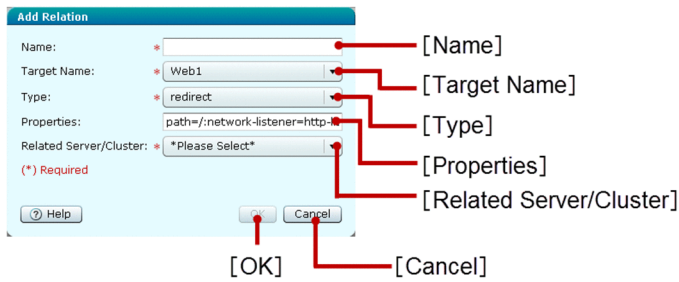 Add Relation
Name: *
[Name]
Target Name: * Web1
[Target Name]
Type: * redirect
[Type]
Properties: path=/:network-listener=http-li
[Properties]
Related Server/Cluster: * *Please Select*
[Related Server/Cluster]
(*) Required
? Help
OK
Cancel
[OK]
[Cancel]